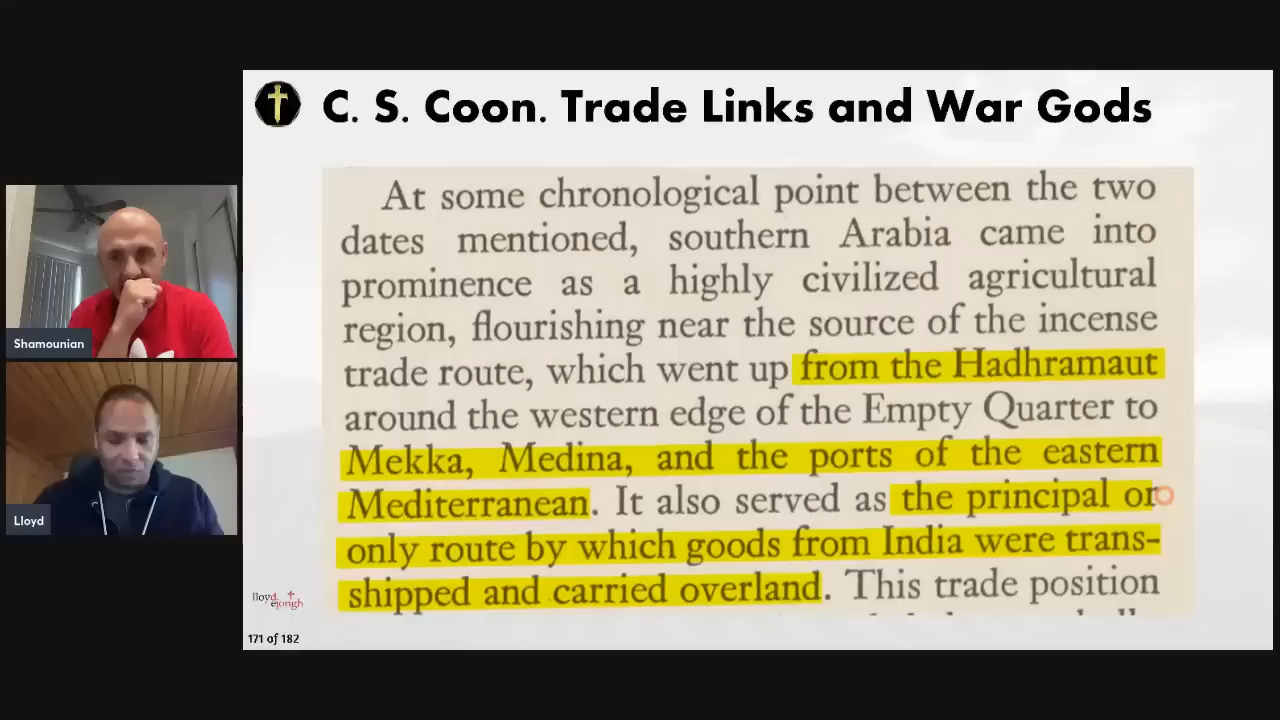 C. S. Coon. Trade Links and War Gods
At some chronological point between the two
dates mentioned, southern Arabia came into
prominence as a highly civilized agricultural
region, flourishing near the source of the incense
trade route, which went up from the Hadhramaut
around the western edge of the Empty Quarter to
Mekka, Medina, and the ports of the eastern
Mediterranean. It also served as the principal or
only route by which goods from India were trans-
shipped and carried overland. This trade position
Shamounian
Lloyd
lloyd
ejongh
171 of 182